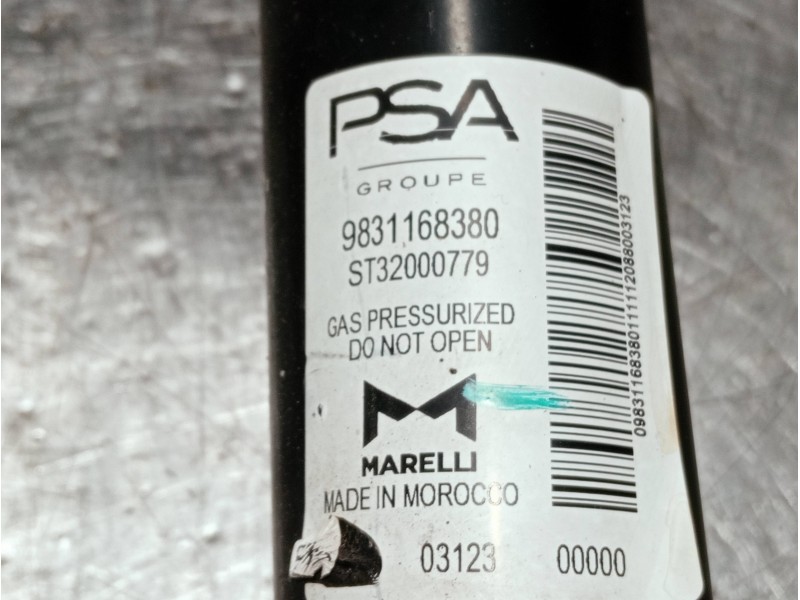 PSA
GROUPE
9831168380
ST32000779
GAS PRESSURIZED
DO NOT OPEN
MARELLI
MADE IN MOROCCO
03123 00000
09831168380111112088003123